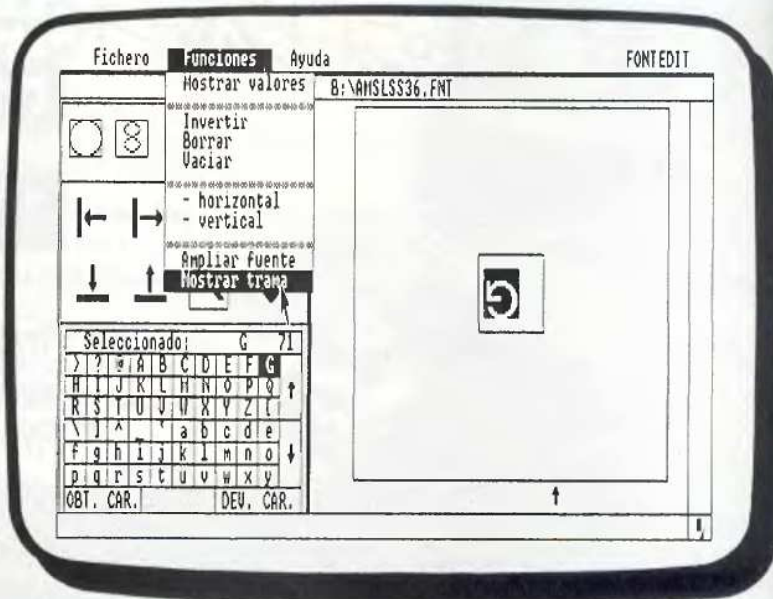 Fichero Funciones Ayuda FONTEDIT
B:\AMSLSS36.FNT
Mostrar valores
Invertir
Borrar
Vaciar
- horizontal
- vertical
Ampliar fuente
Mostrar trama
8
G
Seleccionado: G 71
> ? @ A B C D E F G
H I J K L M N O P Q
R S T U V W X Y Z [
\ ] ^ _ ` a b c d e
f g h i j k l m n o
p q r s t u v w x y
OBT. CAR. DEV. CAR.